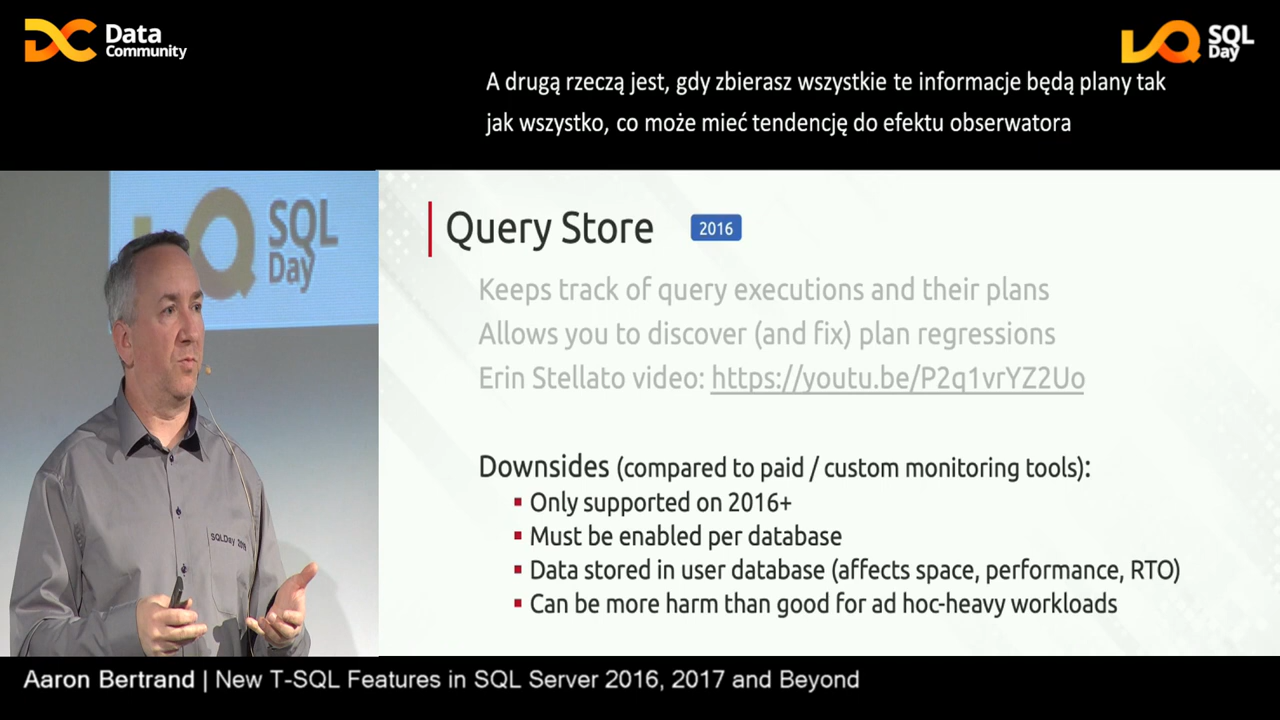 Data
Community
SQL
Day
A drugą rzeczą jest, gdy zbierasz wszystkie te informacje będą plany tak
jak wszystko, co może mieć tendencję do efektu obserwatora
SQL
Day
Query Store 2016
Keeps track of query executions and their plans
Allows you to discover (and fix) plan regressions
Erin Stellato video: https://youtu.be/P2q1vrYZ2Uo
Downsides (compared to paid / custom monitoring tools):
▪ Only supported on 2016+
▪ Must be enabled per database
▪ Data stored in user database (affects space, performance, RTO)
▪ Can be more harm than good for ad hoc-heavy workloads
SQLDay
Aaron Bertrand | New T-SQL Features in SQL Server 2016, 2017 and Beyond